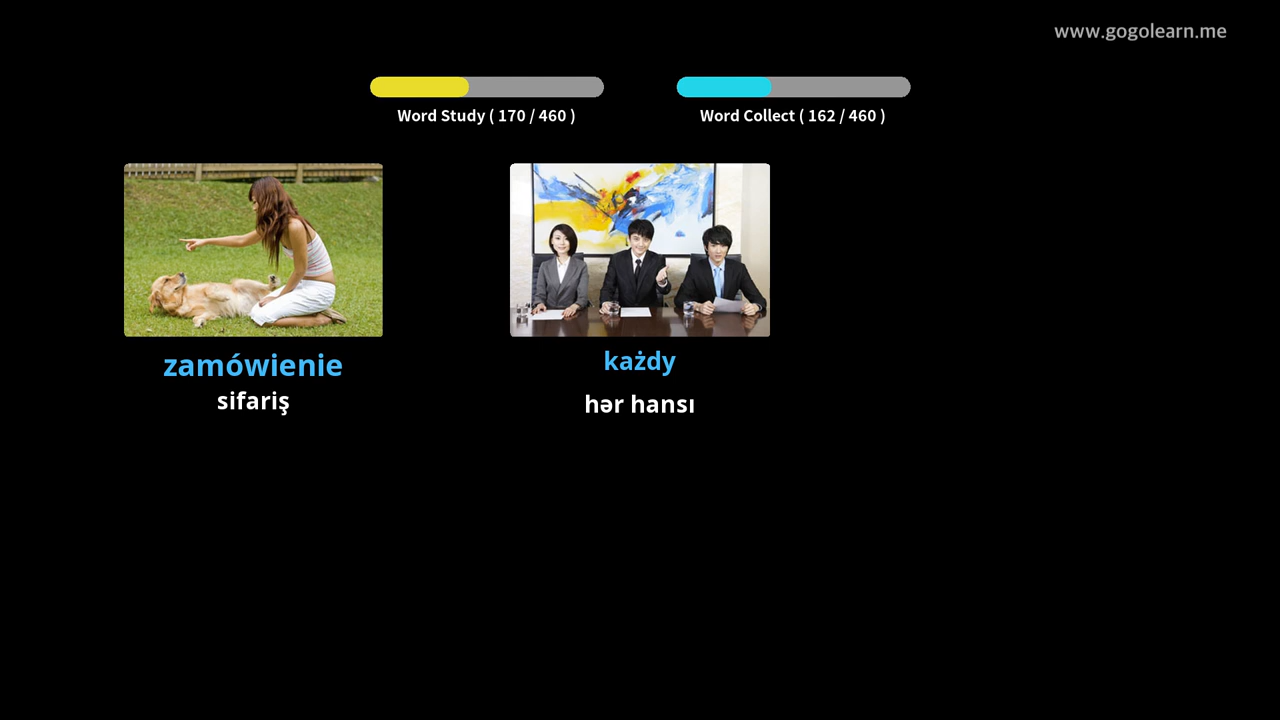 www.gogolearn.me
Word Study ( 170 / 460 )
Word Collect ( 162 / 460 )
zamówienie
sifariş
każdy
hər hansı